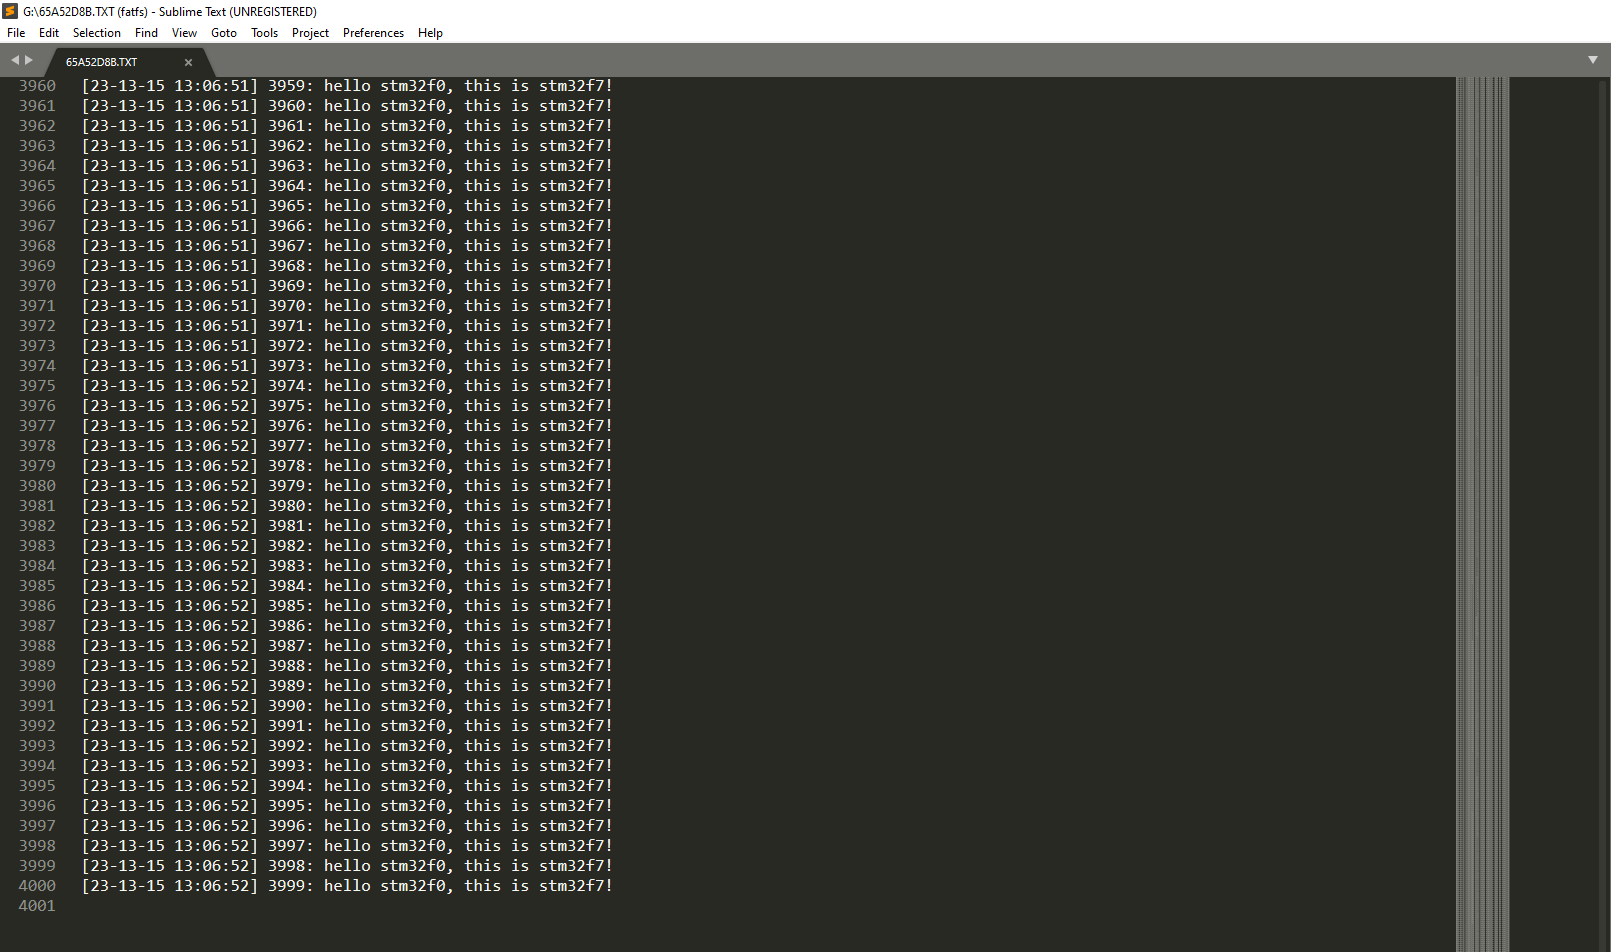 G:\65A52D8B.TXT (fatfs) - Sublime Text (UNREGISTERED)
File Edit Selection Find View Goto Tools Project Preferences Help
65A52D8B.TXT
3960 [23-13-15 13:06:51] 3959: hello stm32f0, this is stm32f7!
3961 [23-13-15 13:06:51] 3960: hello stm32f0, this is stm32f7!
3962 [23-13-15 13:06:51] 3961: hello stm32f0, this is stm32f7!
3963 [23-13-15 13:06:51] 3962: hello stm32f0, this is stm32f7!
3964 [23-13-15 13:06:51] 3963: hello stm32f0, this is stm32f7!
3965 [23-13-15 13:06:51] 3964: hello stm32f0, this is stm32f7!
3966 [23-13-15 13:06:51] 3965: hello stm32f0, this is stm32f7!
3967 [23-13-15 13:06:51] 3966: hello stm32f0, this is stm32f7!
3968 [23-13-15 13:06:51] 3967: hello stm32f0, this is stm32f7!
3969 [23-13-15 13:06:51] 3968: hello stm32f0, this is stm32f7!
3970 [23-13-15 13:06:51] 3969: hello stm32f0, this is stm32f7!
3971 [23-13-15 13:06:51] 3970: hello stm32f0, this is stm32f7!
3972 [23-13-15 13:06:51] 3971: hello stm32f0, this is stm32f7!
3973 [23-13-15 13:06:51] 3972: hello stm32f0, this is stm32f7!
3974 [23-13-15 13:06:51] 3973: hello stm32f0, this is stm32f7!
3975 [23-13-15 13:06:52] 3974: hello stm32f0, this is stm32f7!
3976 [23-13-15 13:06:52] 3975: hello stm32f0, this is stm32f7!
3977 [23-13-15 13:06:52] 3976: hello stm32f0, this is stm32f7!
3978 [23-13-15 13:06:52] 3977: hello stm32f0, this is stm32f7!
3979 [23-13-15 13:06:52] 3978: hello stm32f0, this is stm32f7!
3980 [23-13-15 13:06:52] 3979: hello stm32f0, this is stm32f7!
3981 [23-13-15 13:06:52] 3980: hello stm32f0, this is stm32f7!
3982 [23-13-15 13:06:52] 3981: hello stm32f0, this is stm32f7!
3983 [23-13-15 13:06:52] 3982: hello stm32f0, this is stm32f7!
3984 [23-13-15 13:06:52] 3983: hello stm32f0, this is stm32f7!
3985 [23-13-15 13:06:52] 3984: hello stm32f0, this is stm32f7!
3986 [23-13-15 13:06:52] 3985: hello stm32f0, this is stm32f7!
3987 [23-13-15 13:06:52] 3986: hello stm32f0, this is stm32f7!
3988 [23-13-15 13:06:52] 3987: hello stm32f0, this is stm32f7!
3989 [23-13-15 13:06:52] 3988: hello stm32f0, this is stm32f7!
3990 [23-13-15 13:06:52] 3989: hello stm32f0, this is stm32f7!
3991 [23-13-15 13:06:52] 3990: hello stm32f0, this is stm32f7!
3992 [23-13-15 13:06:52] 3991: hello stm32f0, this is stm32f7!
3993 [23-13-15 13:06:52] 3992: hello stm32f0, this is stm32f7!
3994 [23-13-15 13:06:52] 3993: hello stm32f0, this is stm32f7!
3995 [23-13-15 13:06:52] 3994: hello stm32f0, this is stm32f7!
3996 [23-13-15 13:06:52] 3995: hello stm32f0, this is stm32f7!
3997 [23-13-15 13:06:52] 3996: hello stm32f0, this is stm32f7!
3998 [23-13-15 13:06:52] 3997: hello stm32f0, this is stm32f7!
3999 [23-13-15 13:06:52] 3998: hello stm32f0, this is stm32f7!
4000 [23-13-15 13:06:52] 3999: hello stm32f0, this is stm32f7!
4001